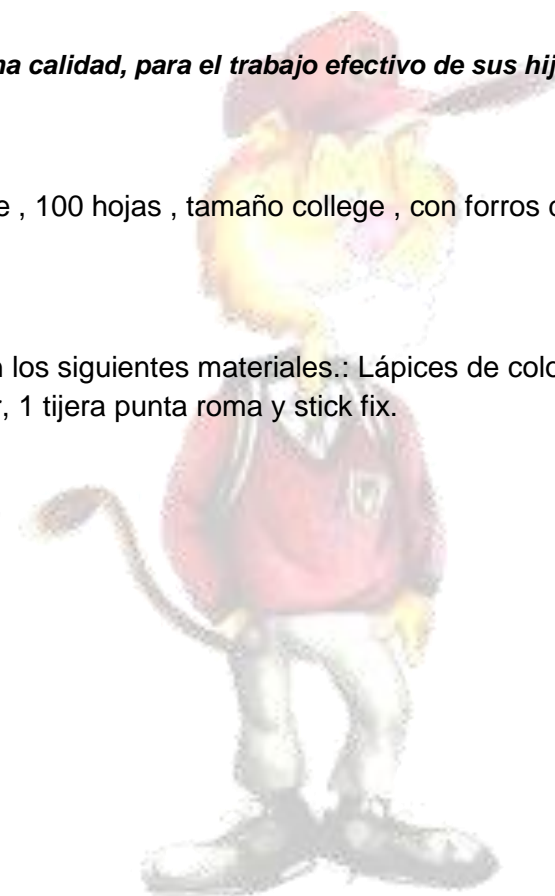 na calidad, para el trabajo efectivo de sus hij
e , 100 hojas , tamaño college , con forros
n los siguientes materiales.: Lápices de colo
, 1 tijera punta roma y stick fix.